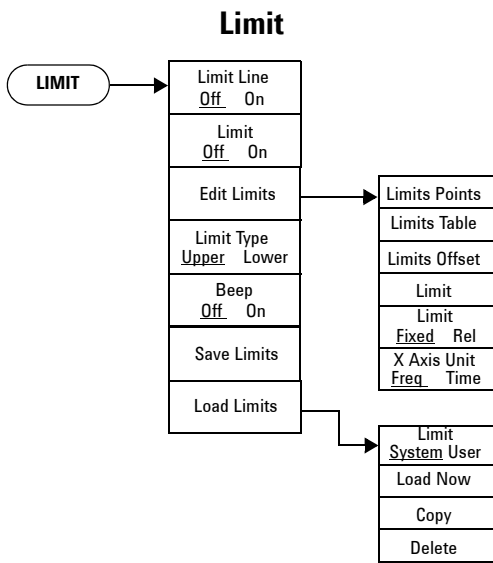 Limit
LIMIT
Limit Line
Off On
Limit
Off On
Edit Limits
Limit Type
Upper Lower
Beep
Off On
Save Limits
Load Limits
Limits Points
Limits Table
Limits Offset
Limit
Limit
Fixed Rel
X Axis Unit
Freq Time
Limit
System User
Load Now
Copy
Delete